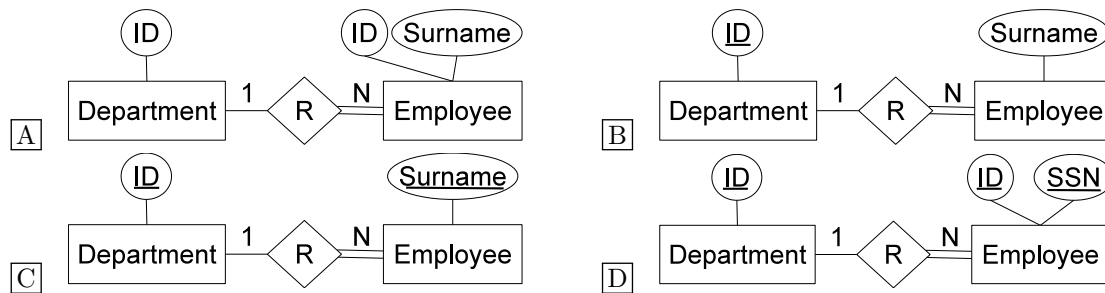 ID ID Surname
Department 1 R N Employee
A
ID Surname
Department 1 R N Employee
B
ID Surname
Department 1 R N Employee
C
ID ID SSN
Department 1 R N Employee
D